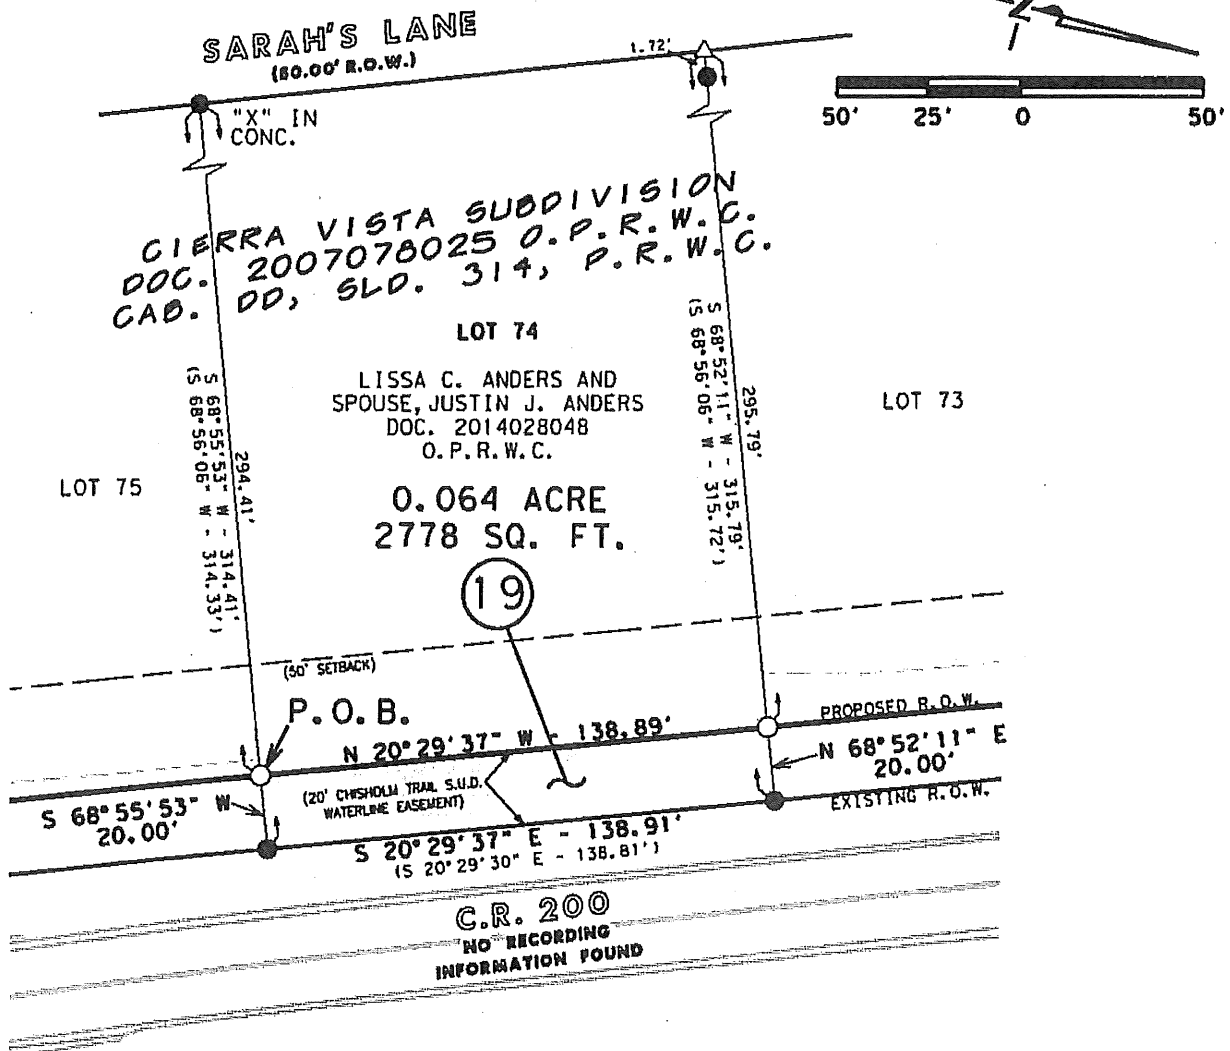 SARAH'S LANE
(60.00' R.O.W.)
1.72'
N
50' 25' 0 50'
"X" IN
CONC.
CIERRA VISTA SUBDIVISION
DOC. 2007078025 O.P.R.W.C.
CAB. DD, SLD. 314, P.R.W.C.
LOT 74
LISSA C. ANDERS AND
SPOUSE, JUSTIN J. ANDERS
DOC. 2014028048
O.P.R.W.C.
0.064 ACRE
2778 SQ. FT.
19
LOT 75
LOT 73
294.41'
S 68°55'53" W - 314.41'
(S 68°56'06" W - 314.33')
295.79'
S 68°52'11" W - 315.79'
(S 68°56'06" W - 315.72')
(50' SETBACK)
P.O.B.
N 20°29'37" W - 138.89'
PROPOSED R.O.W.
N 68°52'11" E
20.00'
S 68°55'53" W
20.00'
(20' CHISHOLM TRAIL S.U.D.
WATERLINE EASEMENT)
EXISTING R.O.W.
S 20°29'37" E - 138.91'
(S 20°29'30" E - 138.81')
C.R. 200
NO RECORDING
INFORMATION FOUND